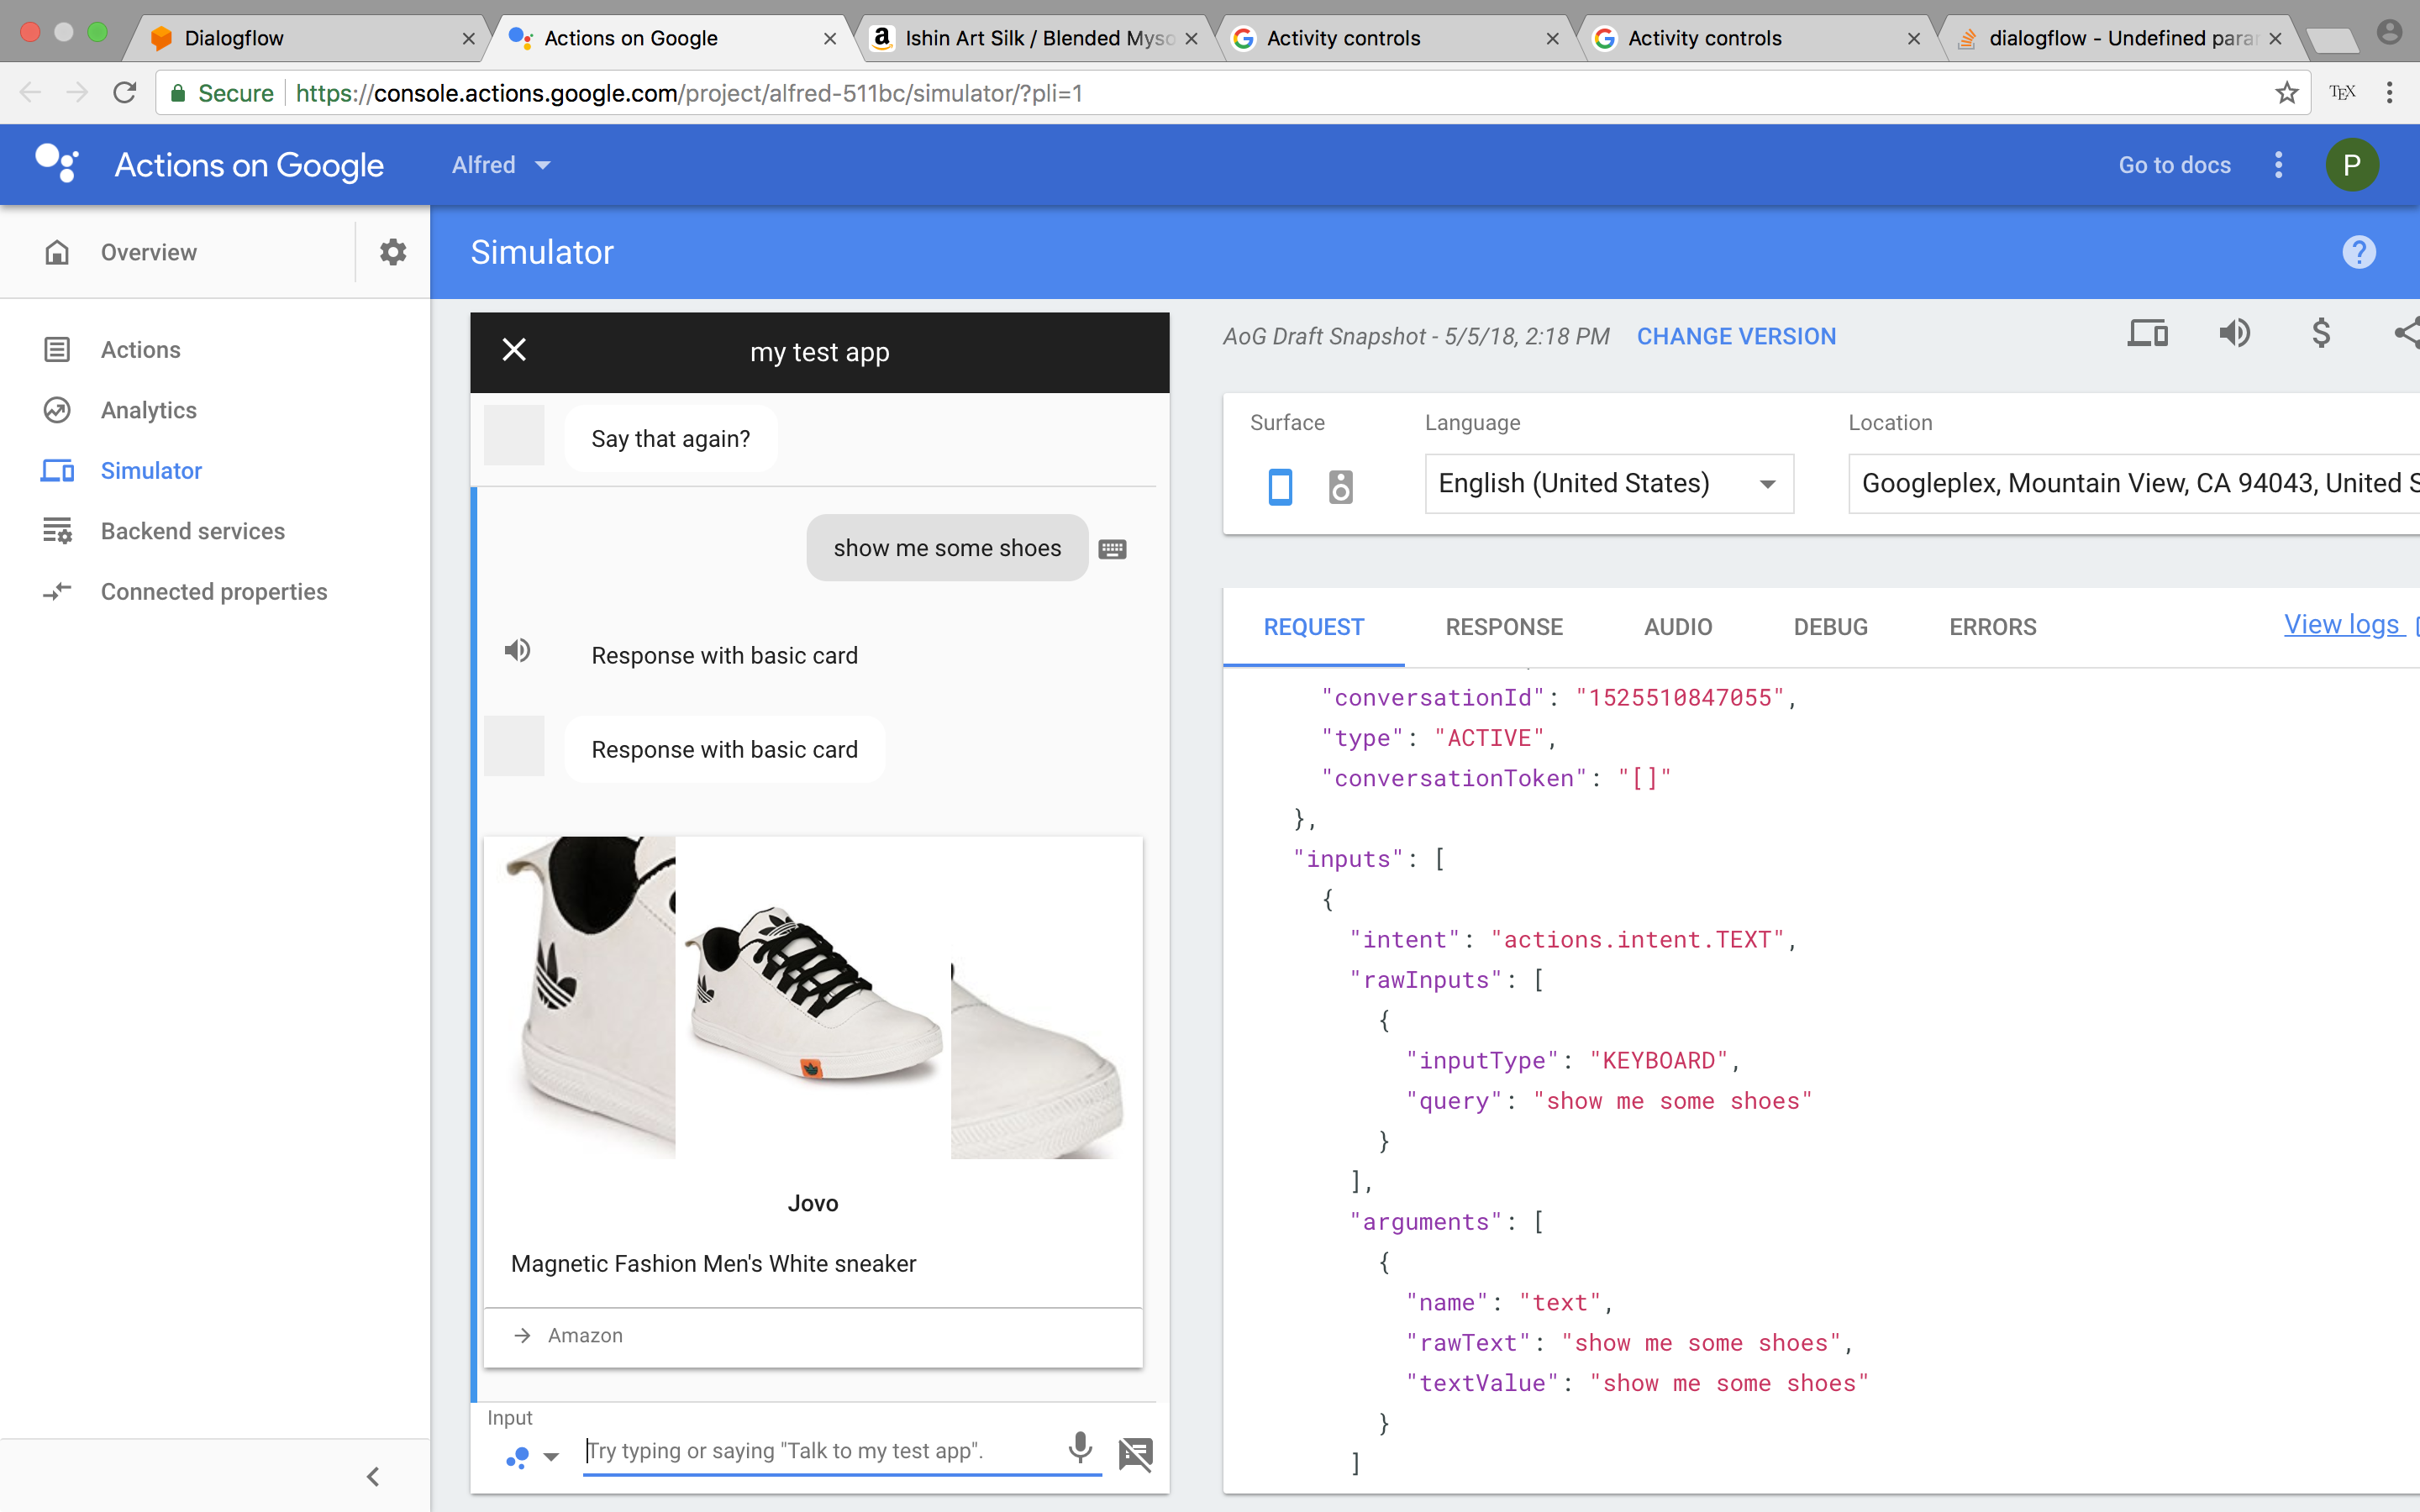 Dialogflow
Actions on Google
Ishin Art Silk / Blended Myso
Activity controls
Activity controls
dialogflow - Undefined para
Secure
https://console.actions.google.com/project/alfred-511bc/simulator/?pli=1
TEX
Actions on Google
Alfred
Go to docs
P
Overview
Simulator
?
Actions
Analytics
Simulator
Backend services
Connected properties
my test app
Say that again?
show me some shoes
Response with basic card
Response with basic card
Jovo
Magnetic Fashion Men's White sneaker
Amazon
Input
Try typing or saying "Talk to my test app".
AoG Draft Snapshot - 5/5/18, 2:18 PM
CHANGE VERSION
Surface
Language
Location
English (United States)
Googleplex, Mountain View, CA 94043, United S
REQUEST
RESPONSE
AUDIO
DEBUG
ERRORS
View logs
"conversationId": "1525510847055",
"type": "ACTIVE",
"conversationToken": "[]"
},
"inputs": [
{
"intent": "actions.intent.TEXT",
"rawInputs": [
{
"inputType": "KEYBOARD",
"query": "show me some shoes"
}
],
"arguments": [
{
"name": "text",
"rawText": "show me some shoes",
"textValue": "show me some shoes"
}
]